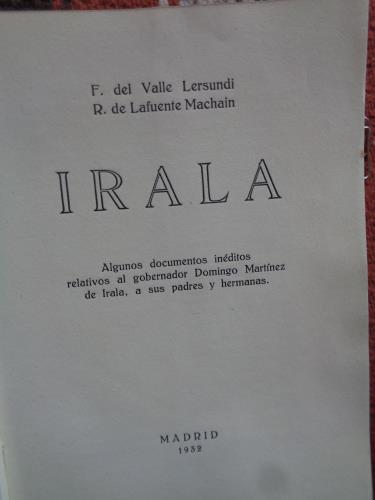 F. del Valle Lersundi
R. de Lafuente Machain
IRALA
Algunos documentos inéditos
relativos al gobernador Domingo Martínez
de Irala, a sus padres y hermanas.
MADRID
1932